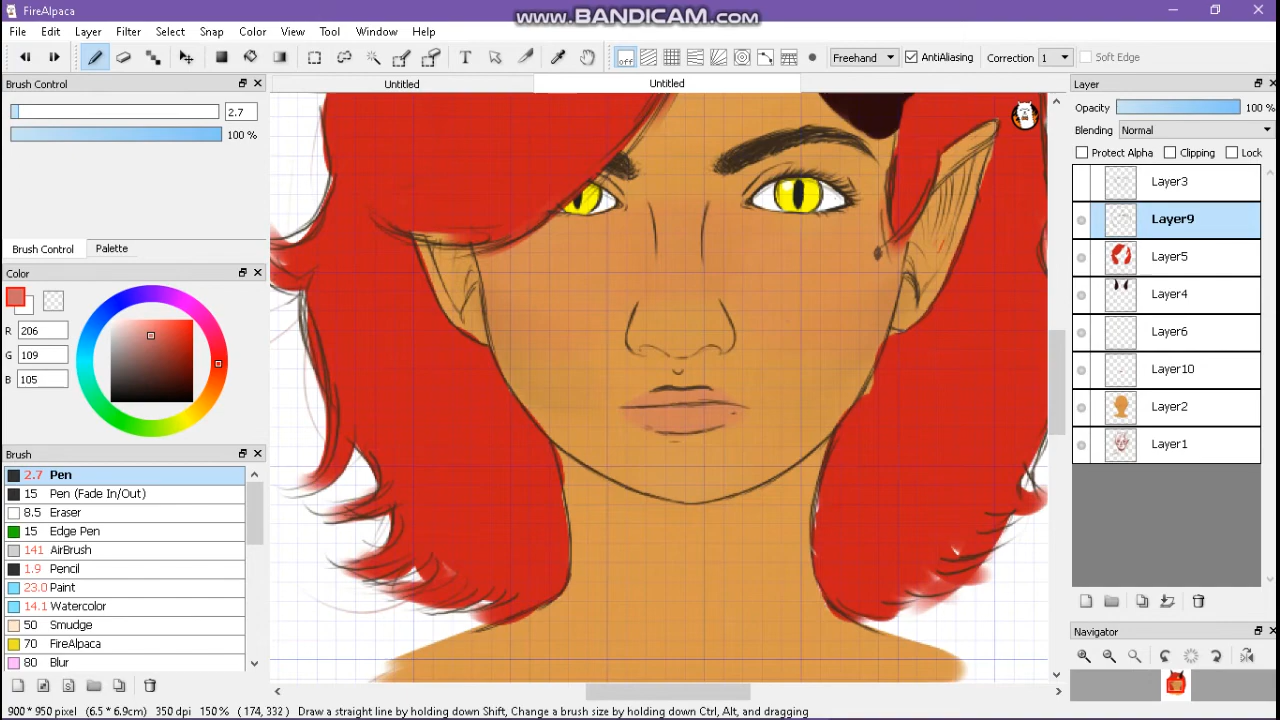 FireAlpaca
www.BANDICAM.com
File Edit Layer Filter Select Snap Color View Tool Window Help
off Freehand AntiAliasing Correction 1 Soft Edge
Brush Control
Untitled
Untitled
Layer
2.7
100 %
Opacity 100 %
Blending Normal
Protect Alpha Clipping Lock
Layer3
Layer9
Layer5
Layer4
Layer6
Layer10
Layer2
Layer1
Brush Control Palette
Color
R 206
G 109
B 105
Brush
2.7 Pen
15 Pen (Fade In/Out)
8.5 Eraser
15 Edge Pen
141 AirBrush
1.9 Pencil
23.0 Paint
14.1 Watercolor
50 Smudge
70 FireAlpaca
80 Blur
Navigator
900 * 950 pixel (6.5 * 6.9cm) 350 dpi 150 % ( 174, 332 ) Draw a straight line by holding down Shift, Change a brush size by holding down Ctrl, Alt, and dragging